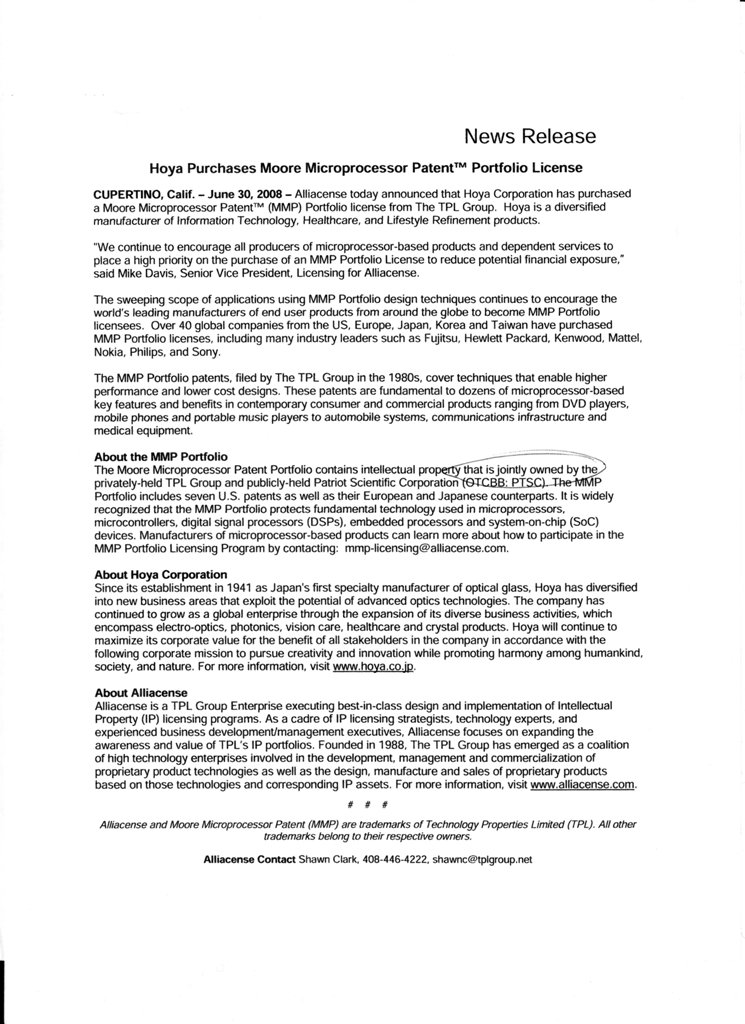 News Release
Hoya Purchases Moore Microprocessor Patent™ Portfolio License
CUPERTINO, Calif. – June 30, 2008 – Alliacense today announced that Hoya Corporation has purchased
a Moore Microprocessor Patent™ (MMP) Portfolio license from The TPL Group. Hoya is a diversified
manufacturer of Information Technology, Healthcare, and Lifestyle Refinement products.
"We continue to encourage all producers of microprocessor-based products and dependent services to
place a high priority on the purchase of an MMP Portfolio License to reduce potential financial exposure,"
said Mike Davis, Senior Vice President, Licensing for Alliacense.
The sweeping scope of applications using MMP Portfolio design techniques continues to encourage the
world's leading manufacturers of end user products from around the globe to become MMP Portfolio
licensees. Over 40 global companies from the US, Europe, Japan, Korea and Taiwan have purchased
MMP Portfolio licenses, including many industry leaders such as Fujitsu, Hewlett Packard, Kenwood, Mattel,
Nokia, Philips, and Sony.
The MMP Portfolio patents, filed by The TPL Group in the 1980s, cover techniques that enable higher
performance and lower cost designs. These patents are fundamental to dozens of microprocessor-based
key features and benefits in contemporary consumer and commercial products ranging from DVD players,
mobile phones and portable music players to automobile systems, communications infrastructure and
medical equipment.
About the MMP Portfolio
The Moore Microprocessor Patent Portfolio contains intellectual property that is jointly owned by the
privately-held TPL Group and publicly-held Patriot Scientific Corporation (OTCBB: PTSC). The MMP
Portfolio includes seven U.S. patents as well as their European and Japanese counterparts. It is widely
recognized that the MMP Portfolio protects fundamental technology used in microprocessors,
microcontrollers, digital signal processors (DSPs), embedded processors and system-on-chip (SoC)
devices. Manufacturers of microprocessor-based products can learn more about how to participate in the
MMP Portfolio Licensing Program by contacting: mmp-licensing@alliacense.com.
About Hoya Corporation
Since its establishment in 1941 as Japan's first specialty manufacturer of optical glass, Hoya has diversified
into new business areas that exploit the potential of advanced optics technologies. The company has
continued to grow as a global enterprise through the expansion of its diverse business activities, which
encompass electro-optics, photonics, vision care, healthcare and crystal products. Hoya will continue to
maximize its corporate value for the benefit of all stakeholders in the company in accordance with the
following corporate mission to pursue creativity and innovation while promoting harmony among humankind,
society, and nature. For more information, visit www.hoya.co.jp.
About Alliacense
Alliacense is a TPL Group Enterprise executing best-in-class design and implementation of Intellectual
Property (IP) licensing programs. As a cadre of IP licensing strategists, technology experts, and
experienced business development/management executives, Alliacense focuses on expanding the
awareness and value of TPL's IP portfolios. Founded in 1988, The TPL Group has emerged as a coalition
of high technology enterprises involved in the development, management and commercialization of
proprietary product technologies as well as the design, manufacture and sales of proprietary products
based on those technologies and corresponding IP assets. For more information, visit www.alliacense.com.
# # #
Alliacense and Moore Microprocessor Patent (MMP) are trademarks of Technology Properties Limited (TPL). All other
trademarks belong to their respective owners.
Alliacense Contact Shawn Clark, 408-446-4222, shawnc@tplgroup.net